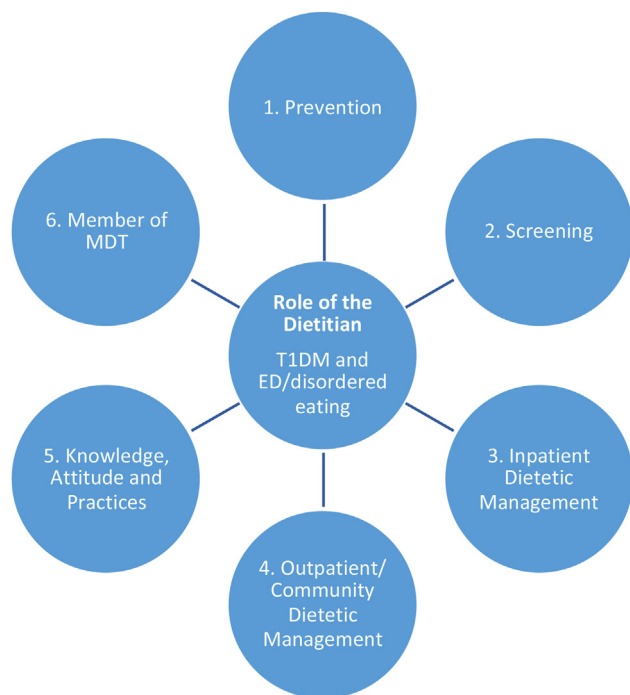 1. Prevention
2. Screening
3. Inpatient
Dietetic
Management
4. Outpatient/
Community
Dietetic
Management
5. Knowledge,
Attitude and
Practices
6. Member of
MDT
Role of the
Dietitian
T1DM and
ED/disordered
eating